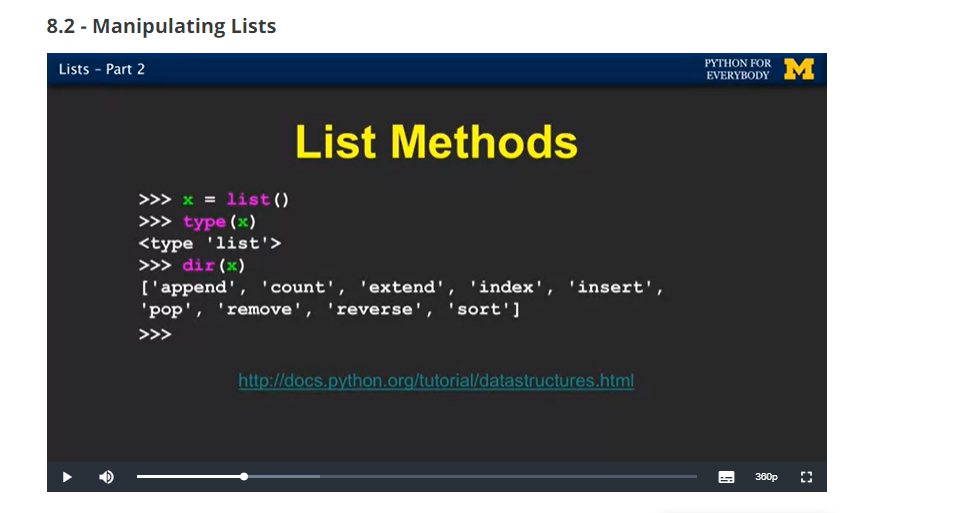 8.2 - Manipulating Lists
Lists - Part 2
PYTHON FOR
EVERYBODY
M
List Methods
>>> x = list()
>>> type(x)
<type 'list'>
>>> dir(x)
['append', 'count', 'extend', 'index', 'insert',
'pop', 'remove', 'reverse', 'sort']
>>>
http://docs.python.org/tutorial/datastructures.html
360p